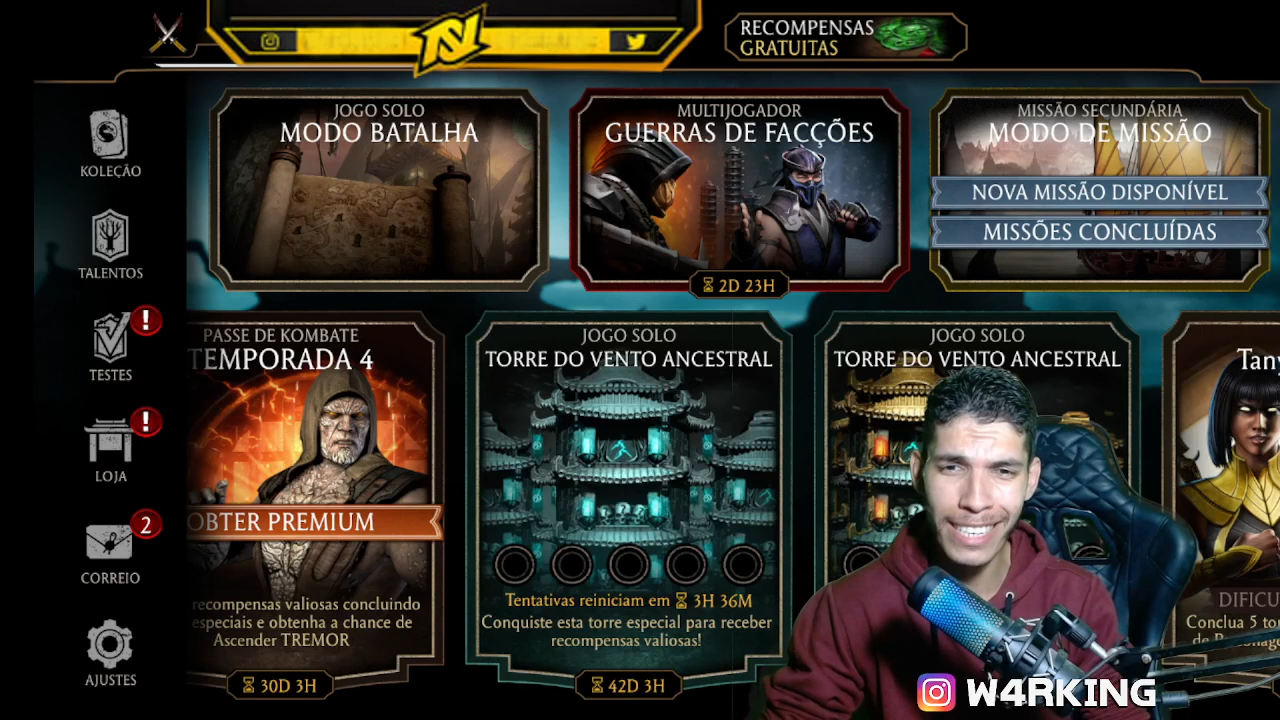 RECOMPENSAS
GRATUITAS
JOGO SOLO
MODO BATALHA
MULTIJOGADOR
GUERRAS DE FACÇÕES
2D 23H
MISSÃO SECUNDÁRIA
MODO DE MISSÃO
NOVA MISSÃO DISPONÍVEL
MISSÕES CONCLUÍDAS
KOLEÇÃO
TALENTOS
!
TESTES
!
LOJA
2
CORREIO
AJUSTES
PASSE DE KOMBATE
TEMPORADA 4
OBTER PREMIUM
recompensas valiosas concluindo
especiais e obtenha a chance de
Ascender TREMOR
30D 3H
JOGO SOLO
TORRE DO VENTO ANCESTRAL
Tentativas reiniciam em 3H 36M
Conquiste esta torre especial para receber
recompensas valiosas!
42D 3H
JOGO SOLO
TORRE DO VENTO ANCESTRAL
Tany
DIFICU
Conclua 5 tor
W4RKING